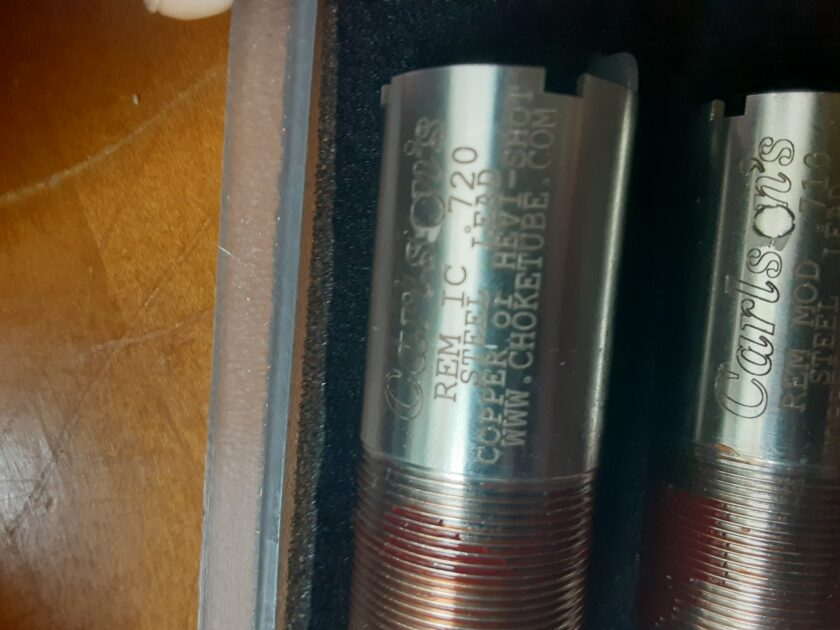 Carlson's
REM IC .720
STEEL, LEAD
COPPER OR HEVI-SHOT
WWW.CHOKETUBE.COM
Carlson's
REM MOD
STEEL